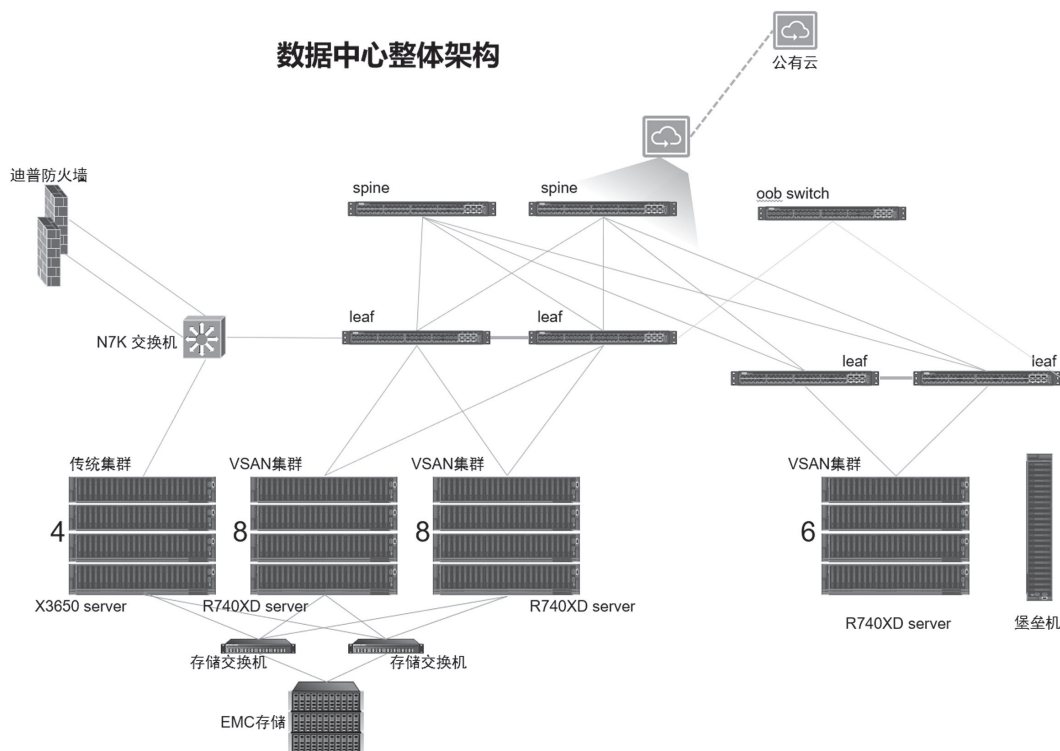 数据中心整体架构
公有云
迪普防火墙
spine
spine
oob switch
N7K 交换机
leaf
leaf
leaf
leaf
传统集群
VSAN集群
VSAN集群
VSAN集群
4
8
8
6
X3650 server
R740XD server
R740XD server
R740XD server
堡垒机
存储交换机
存储交换机
EMC存储